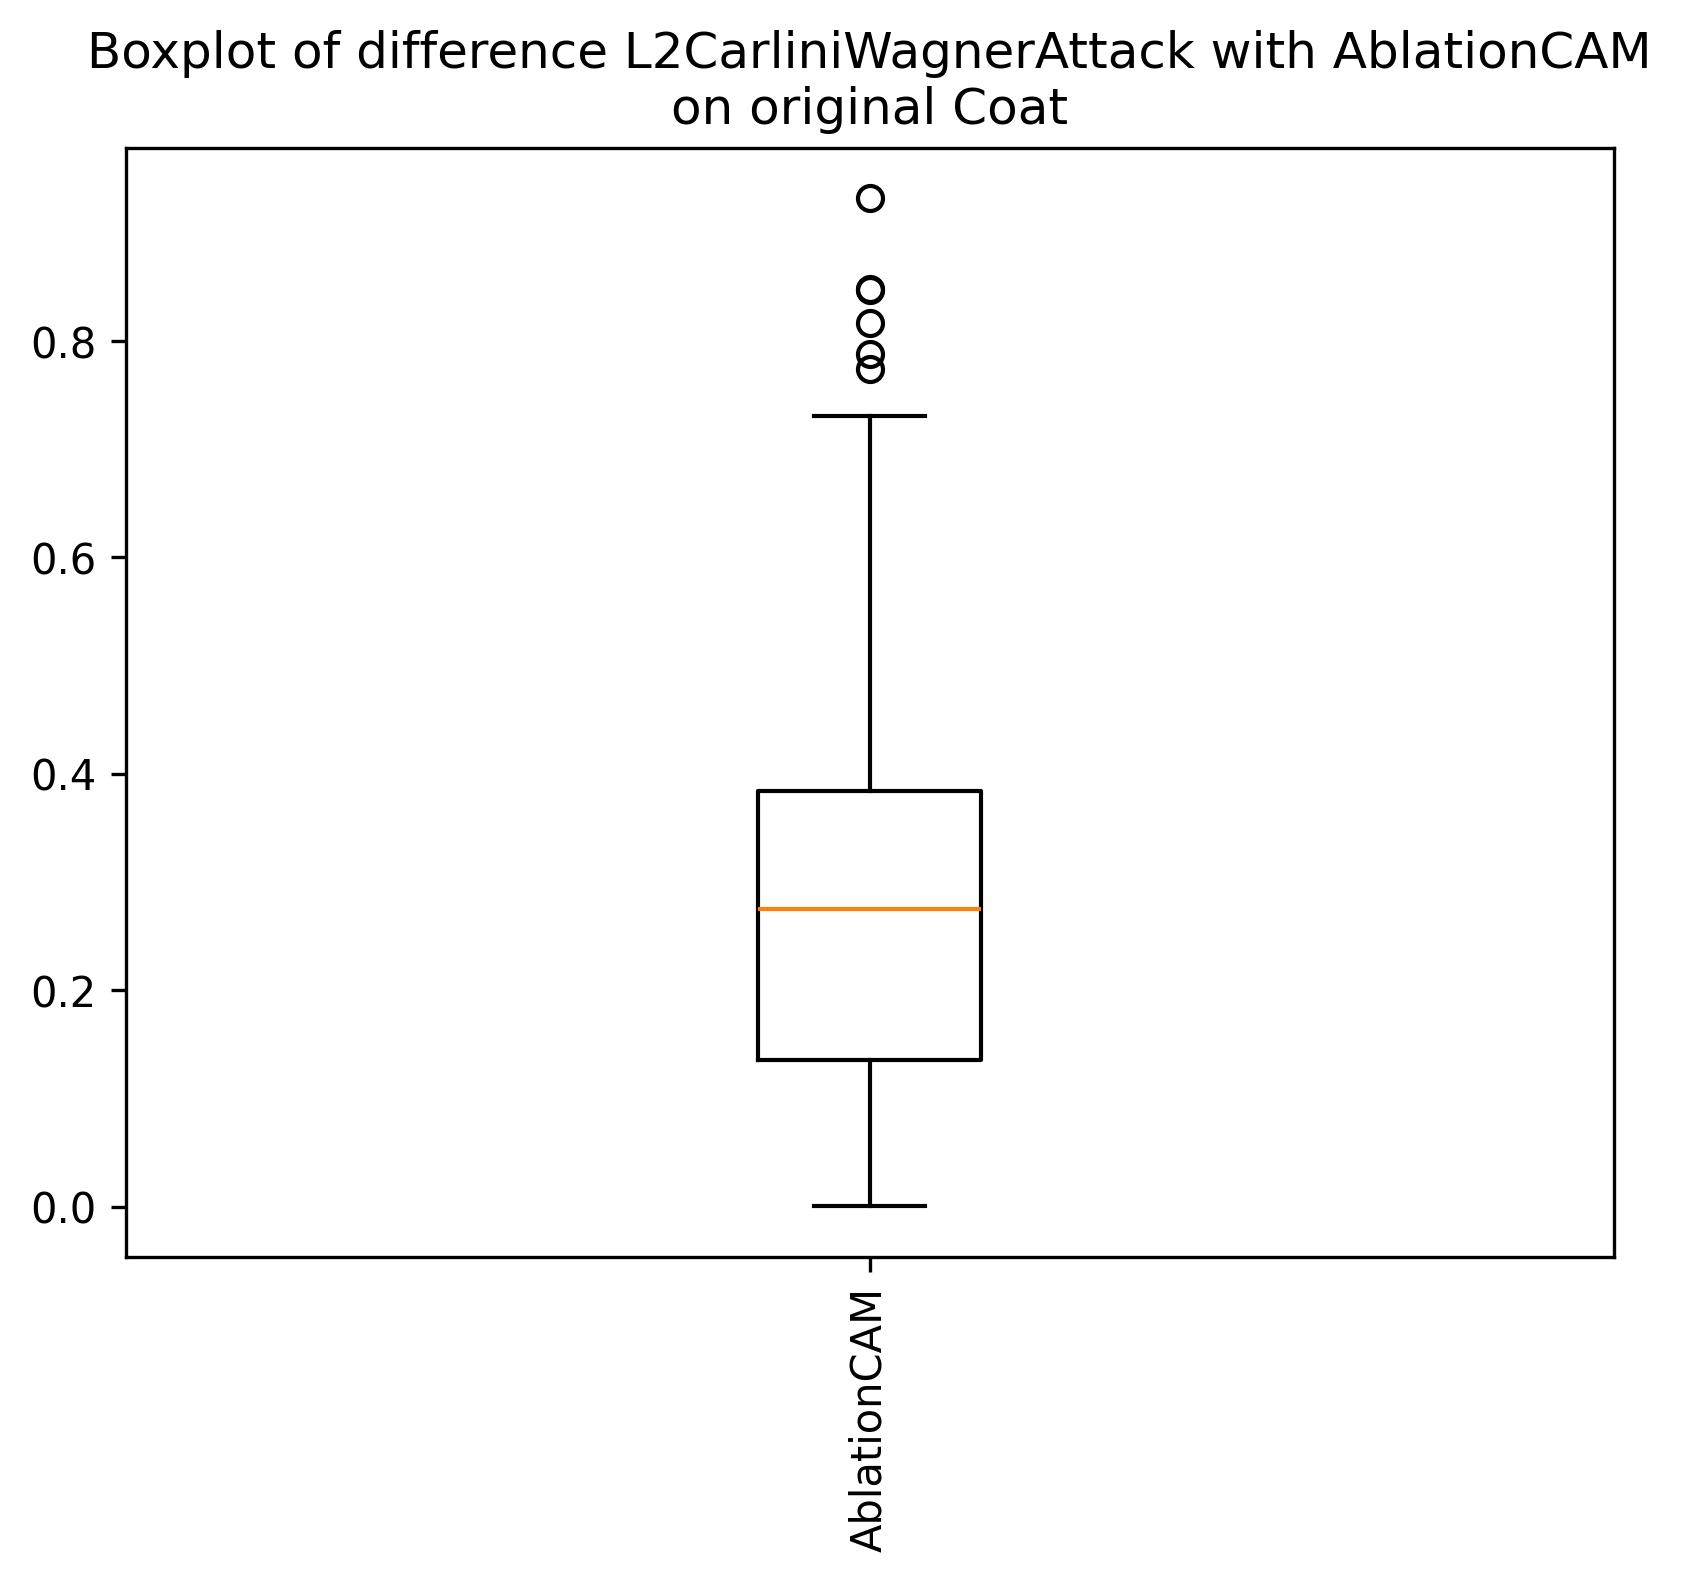 Boxplot of difference L2CarliniWagnerAttack with AblationCAM
on original Coat
0.8
0.6
0.4
0.2
0.0
AblationCAM